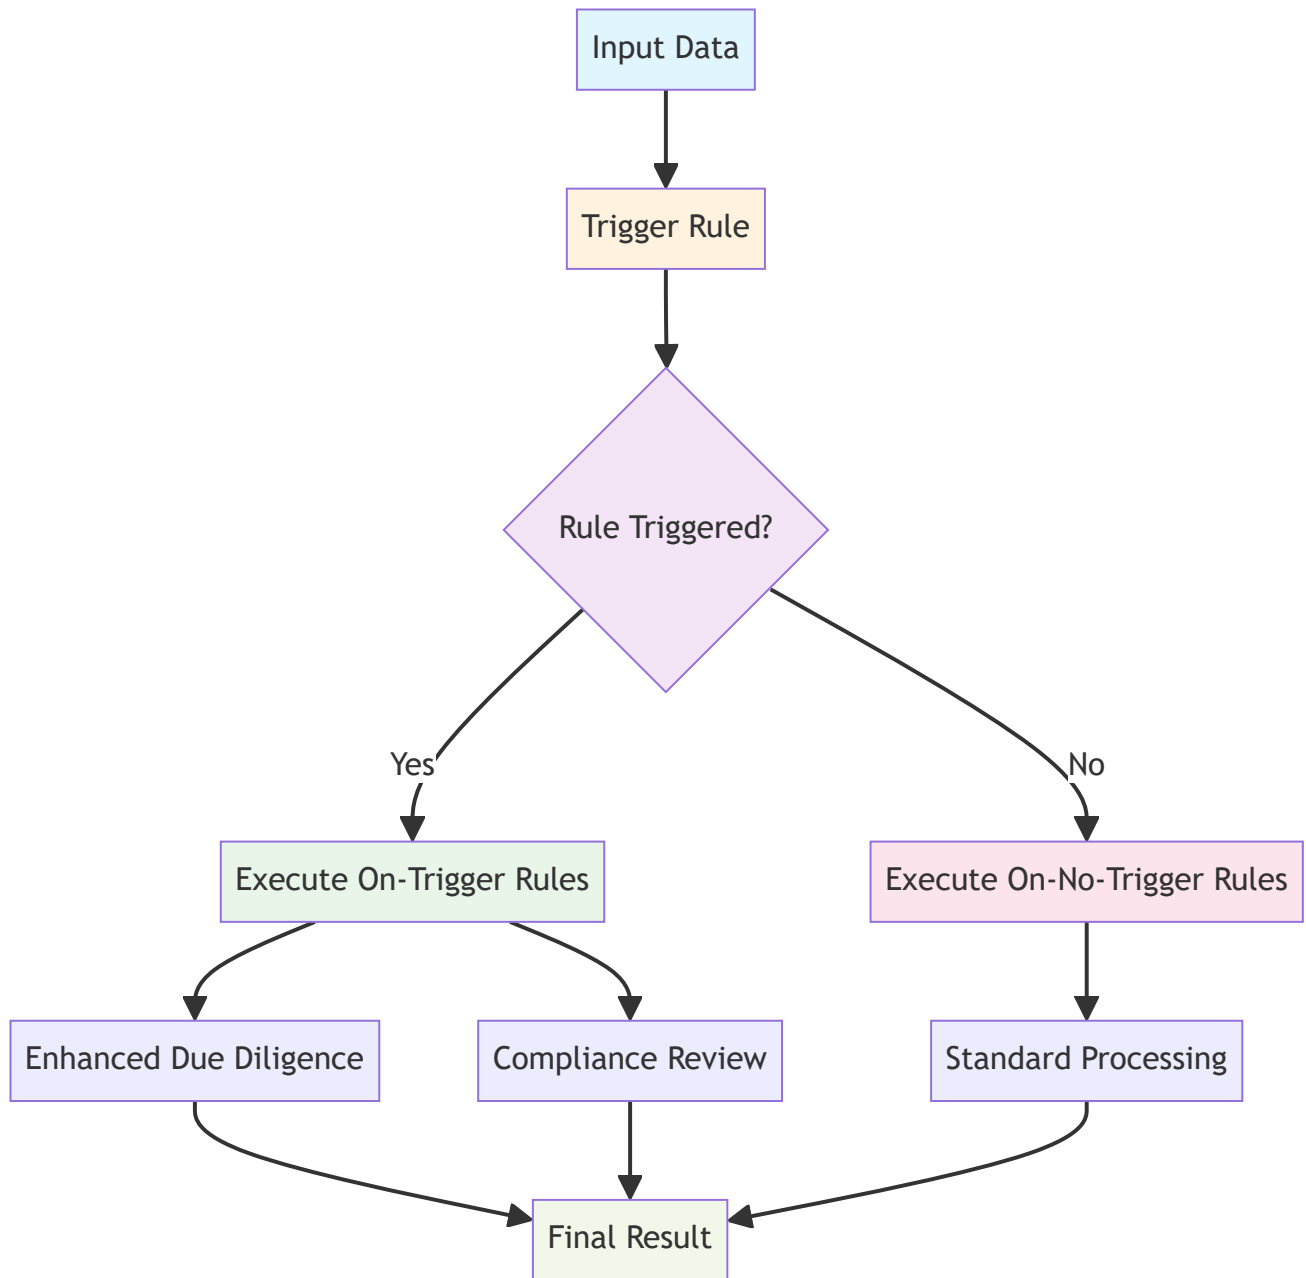 Input Data
Trigger Rule
Rule Triggered?
Yes
No
Execute On-Trigger Rules
Execute On-No-Trigger Rules
Enhanced Due Diligence
Compliance Review
Standard Processing
Final Result